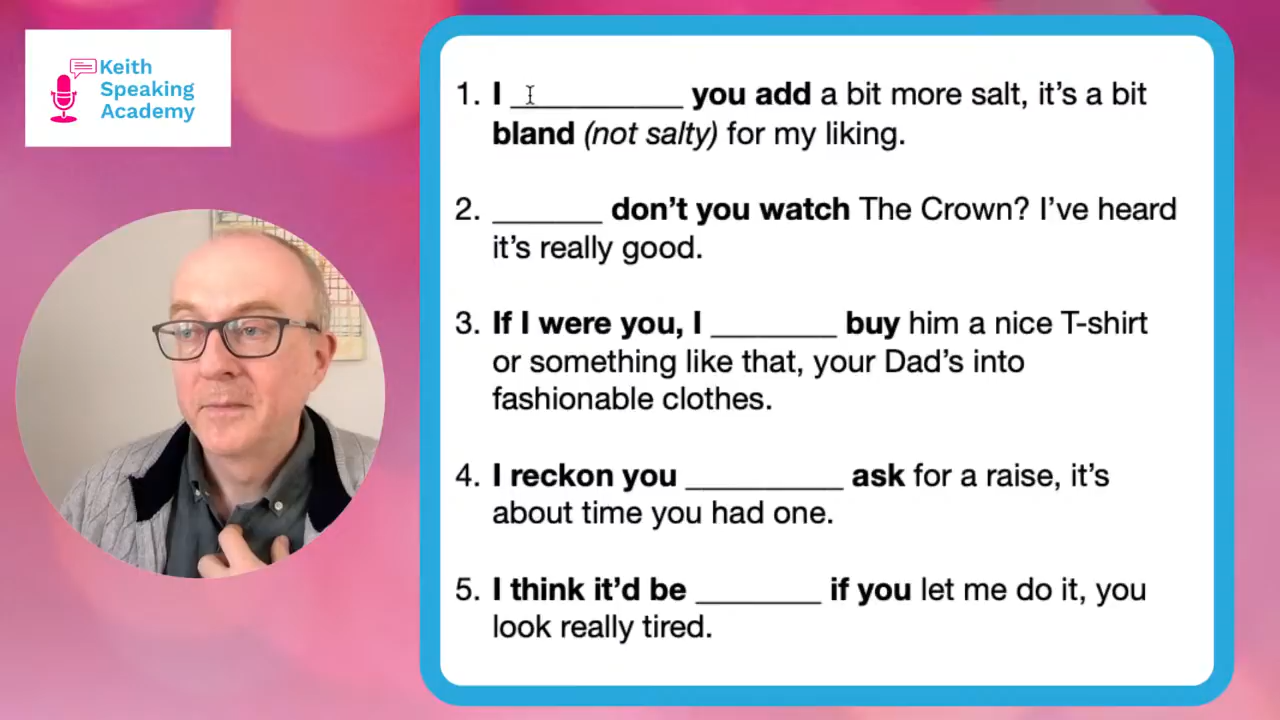 Keith
Speaking
Academy
1. I ___________ you add a bit more salt, it's a bit
bland (not salty) for my liking.
2. _______ don't you watch The Crown? I've heard
it's really good.
3. If I were you, I ________ buy him a nice T-shirt
or something like that, your Dad's into
fashionable clothes.
4. I reckon you __________ ask for a raise, it's
about time you had one.
5. I think it'd be ________ if you let me do it, you
look really tired.